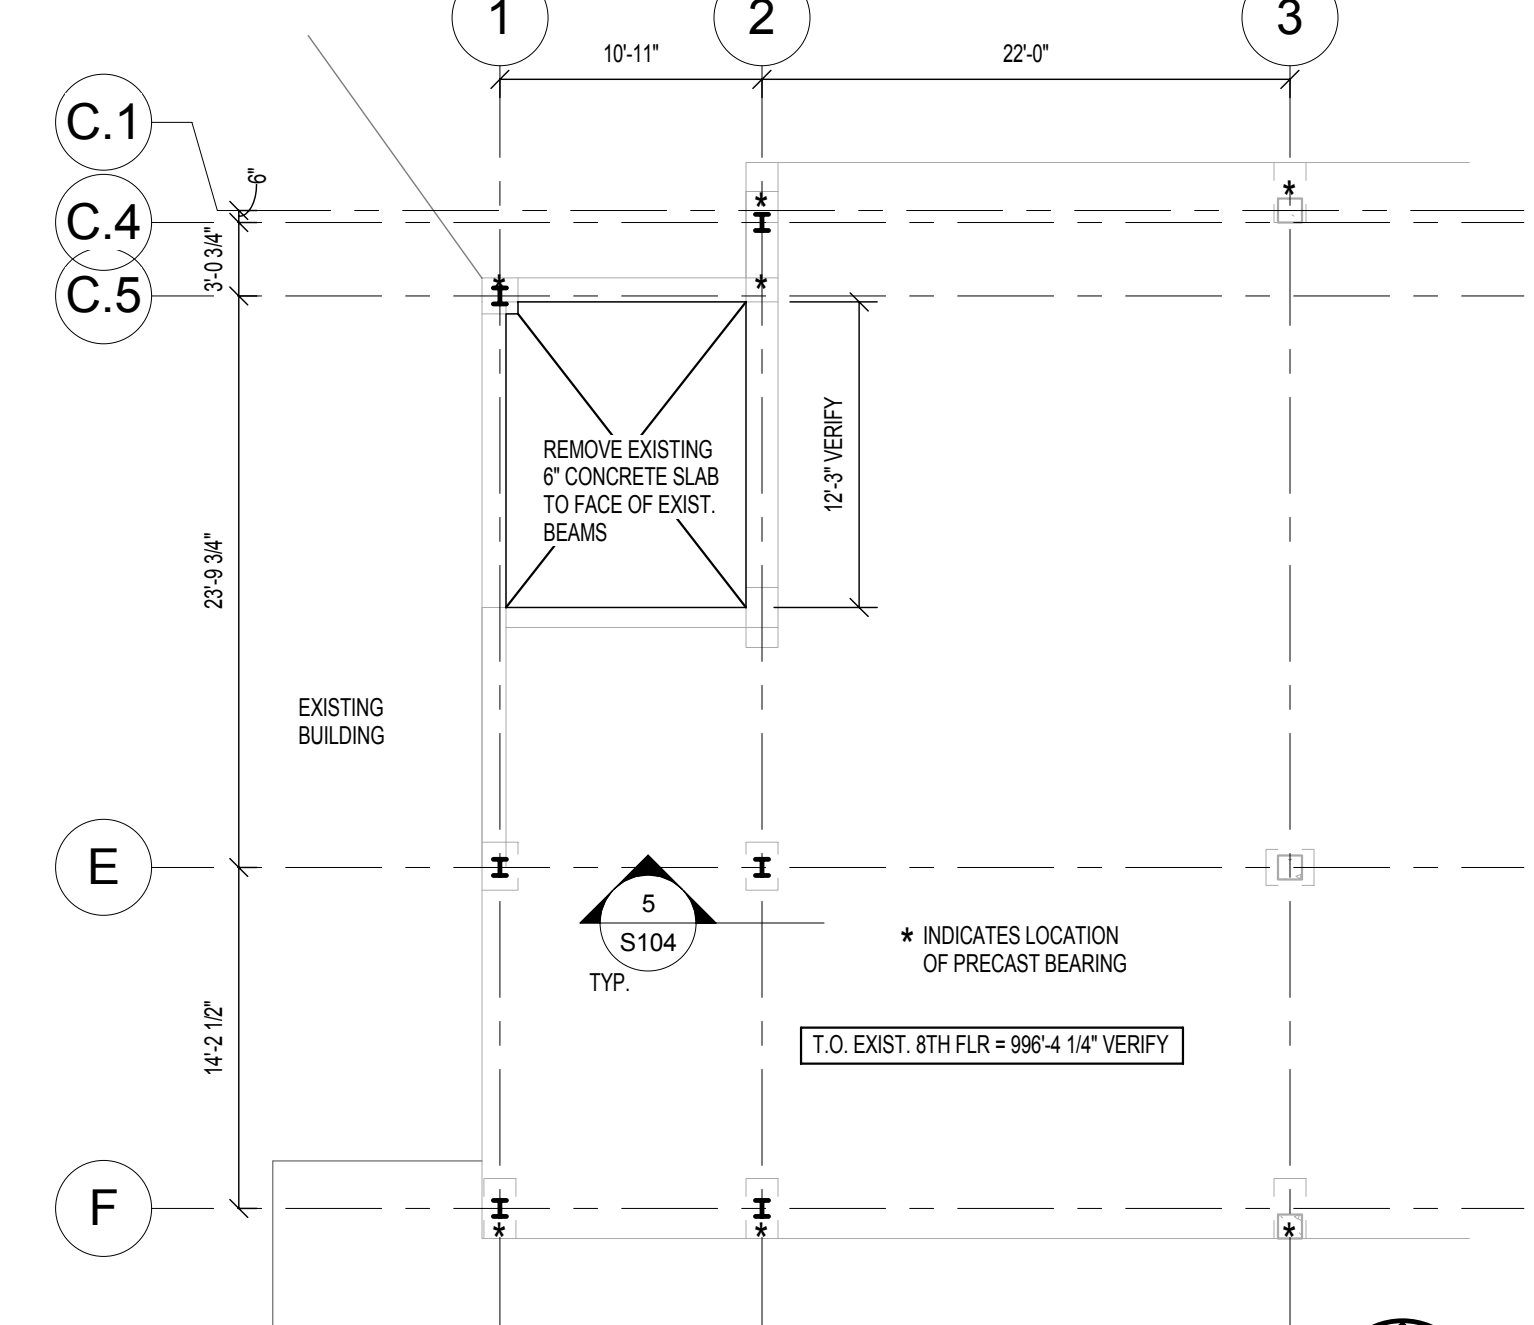 1
2
3
10'-11"
22'-0"
C.1
6"
C.4
3'-0 3/4"
C.5
*
*
*
*
REMOVE EXISTING
6" CONCRETE SLAB
TO FACE OF EXIST.
BEAMS
12'-3" VERIFY
23'-9 3/4"
EXISTING
BUILDING
E
5
S104
TYP.
* INDICATES LOCATION
OF PRECAST BEARING
14'-2 1/2"
T.O. EXIST. 8TH FLR = 996'-4 1/4" VERIFY
F
*
*
*